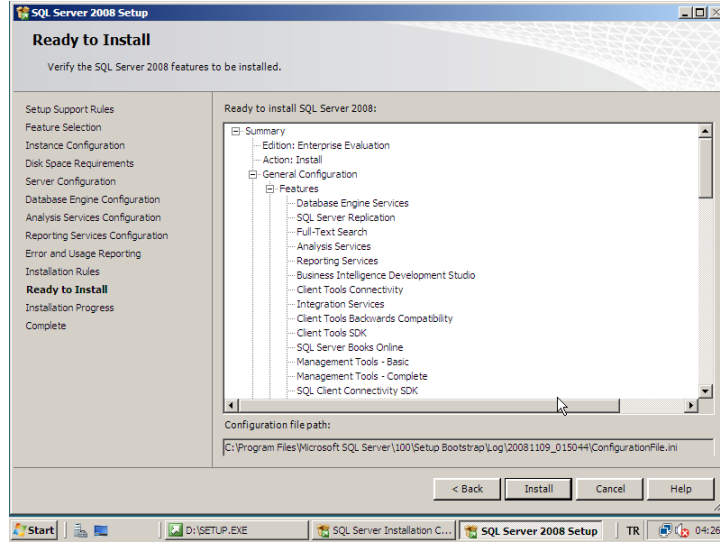 SQL Server 2008 Setup
Ready to Install
Verify the SQL Server 2008 features to be installed.
Setup Support Rules
Feature Selection
Instance Configuration
Disk Space Requirements
Server Configuration
Database Engine Configuration
Analysis Services Configuration
Reporting Services Configuration
Error and Usage Reporting
Installation Rules
Ready to Install
Installation Progress
Complete
Ready to install SQL Server 2008:
Summary
Edition: Enterprise Evaluation
Action: Install
General Configuration
Features
Database Engine Services
SQL Server Replication
Full-Text Search
Analysis Services
Reporting Services
Business Intelligence Development Studio
Client Tools Connectivity
Integration Services
Client Tools Backwards Compatibility
Client Tools SDK
SQL Server Books Online
Management Tools - Basic
Management Tools - Complete
SQL Client Connectivity SDK
Configuration file path:
C:\Program Files\Microsoft SQL Server\100\Setup Bootstrap\Log\20081109_015044\ConfigurationFile.ini
< Back Install Cancel Help
Start D:\SETUP.EXE SQL Server Installation C... SQL Server 2008 Setup TR 04:26